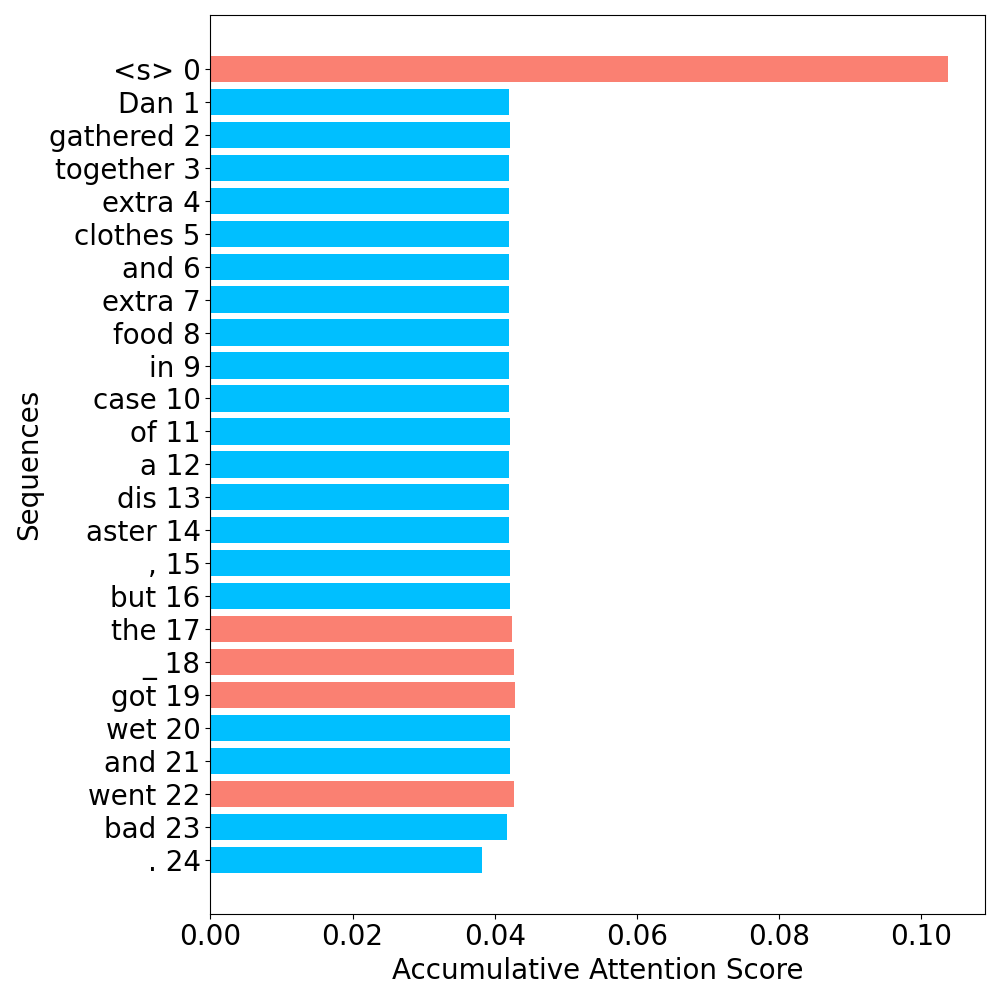 <s> 0
Dan 1
gathered 2
together 3
extra 4
clothes 5
and 6
extra 7
food 8
in 9
case 10
of 11
a 12
dis 13
aster 14
, 15
but 16
the 17
_ 18
got 19
wet 20
and 21
went 22
bad 23
. 24
Sequences
0.00 0.02 0.04 0.06 0.08 0.10
Accumulative Attention Score